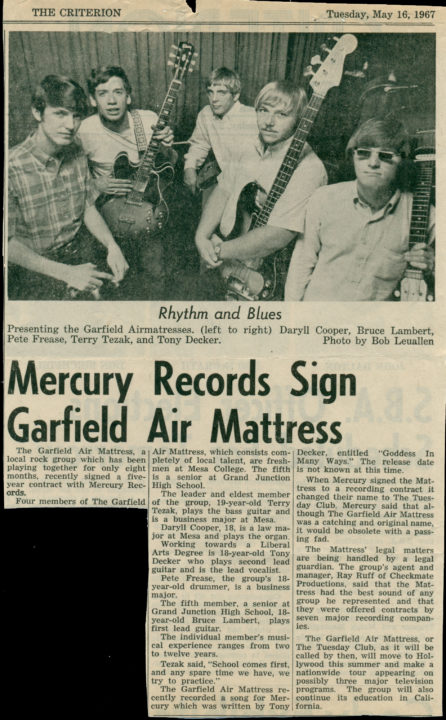 THE CRITERION Tuesday, May 16, 1967
Rhythm and Blues
Presenting the Garfield Airmatresses. (left to right) Daryll Cooper, Bruce Lambert,
Pete Frease, Terry Tezak, and Tony Decker. Photo by Bob Leuallen
Mercury Records Sign
Garfield Air Mattress
The Garfield Air Mattress, a
local rock group which has been
playing together for only eight
months, recently signed a five-
year contract with Mercury Rec-
ords.
Four members of The Garfield
Air Mattress, which consists com-
pletely of local talent, are fresh-
men at Mesa College. The fifth
is a senior at Grand Junction
High School.
The leader and eldest member
of the group, 19-year-old Terry
Tezak, plays the bass guitar and
is a business major at Mesa.
Daryll Cooper, 18, is a law ma-
jor at Mesa and plays the organ.
Working towards a Liberal
Arts Degree is 18-year-old Tony
Decker who plays second lead
guitar and is the lead vocalist.
Pete Frease, the group's 18-
year-old drummer, is a business
major.
The fifth member, a senior at
Grand Junction High School, 18-
year-old Bruce Lambert, plays
first lead guitar.
The individual member's musi-
cal experience ranges from two
to twelve years.
Tezak said, "School comes first,
and any spare time we have, we
try to practice."
The Garfield Air Mattress re-
cently recorded a song for Mer-
cury which was written by Tony
Decker, entitled "Goddess In
Many Ways." The release date
is not known at this time.
When Mercury signed the Mat-
tress to a recording contract it
changed their name to The Tues-
day Club. Mercury said that al-
though The Garfield Air Mattress
was a catching and original name,
it would be obsolete with a pass-
ing fad.
The Mattress' legal matters
are being handled by a legal
guardian. The group's agent and
manager, Ray Ruff of Checkmate
Productions, said that the Mat-
tress had the best sound of any
group he represented and that
they were offered contracts by
seven major recording compan-
ies.
The Garfield Air Mattress, or
The Tuesday Club, as it will be
called by then, will move to Hol-
lywood this summer and make a
nationwide tour appearing on
possibly three major television
programs. The group will also
continue its education in Cali-
fornia.